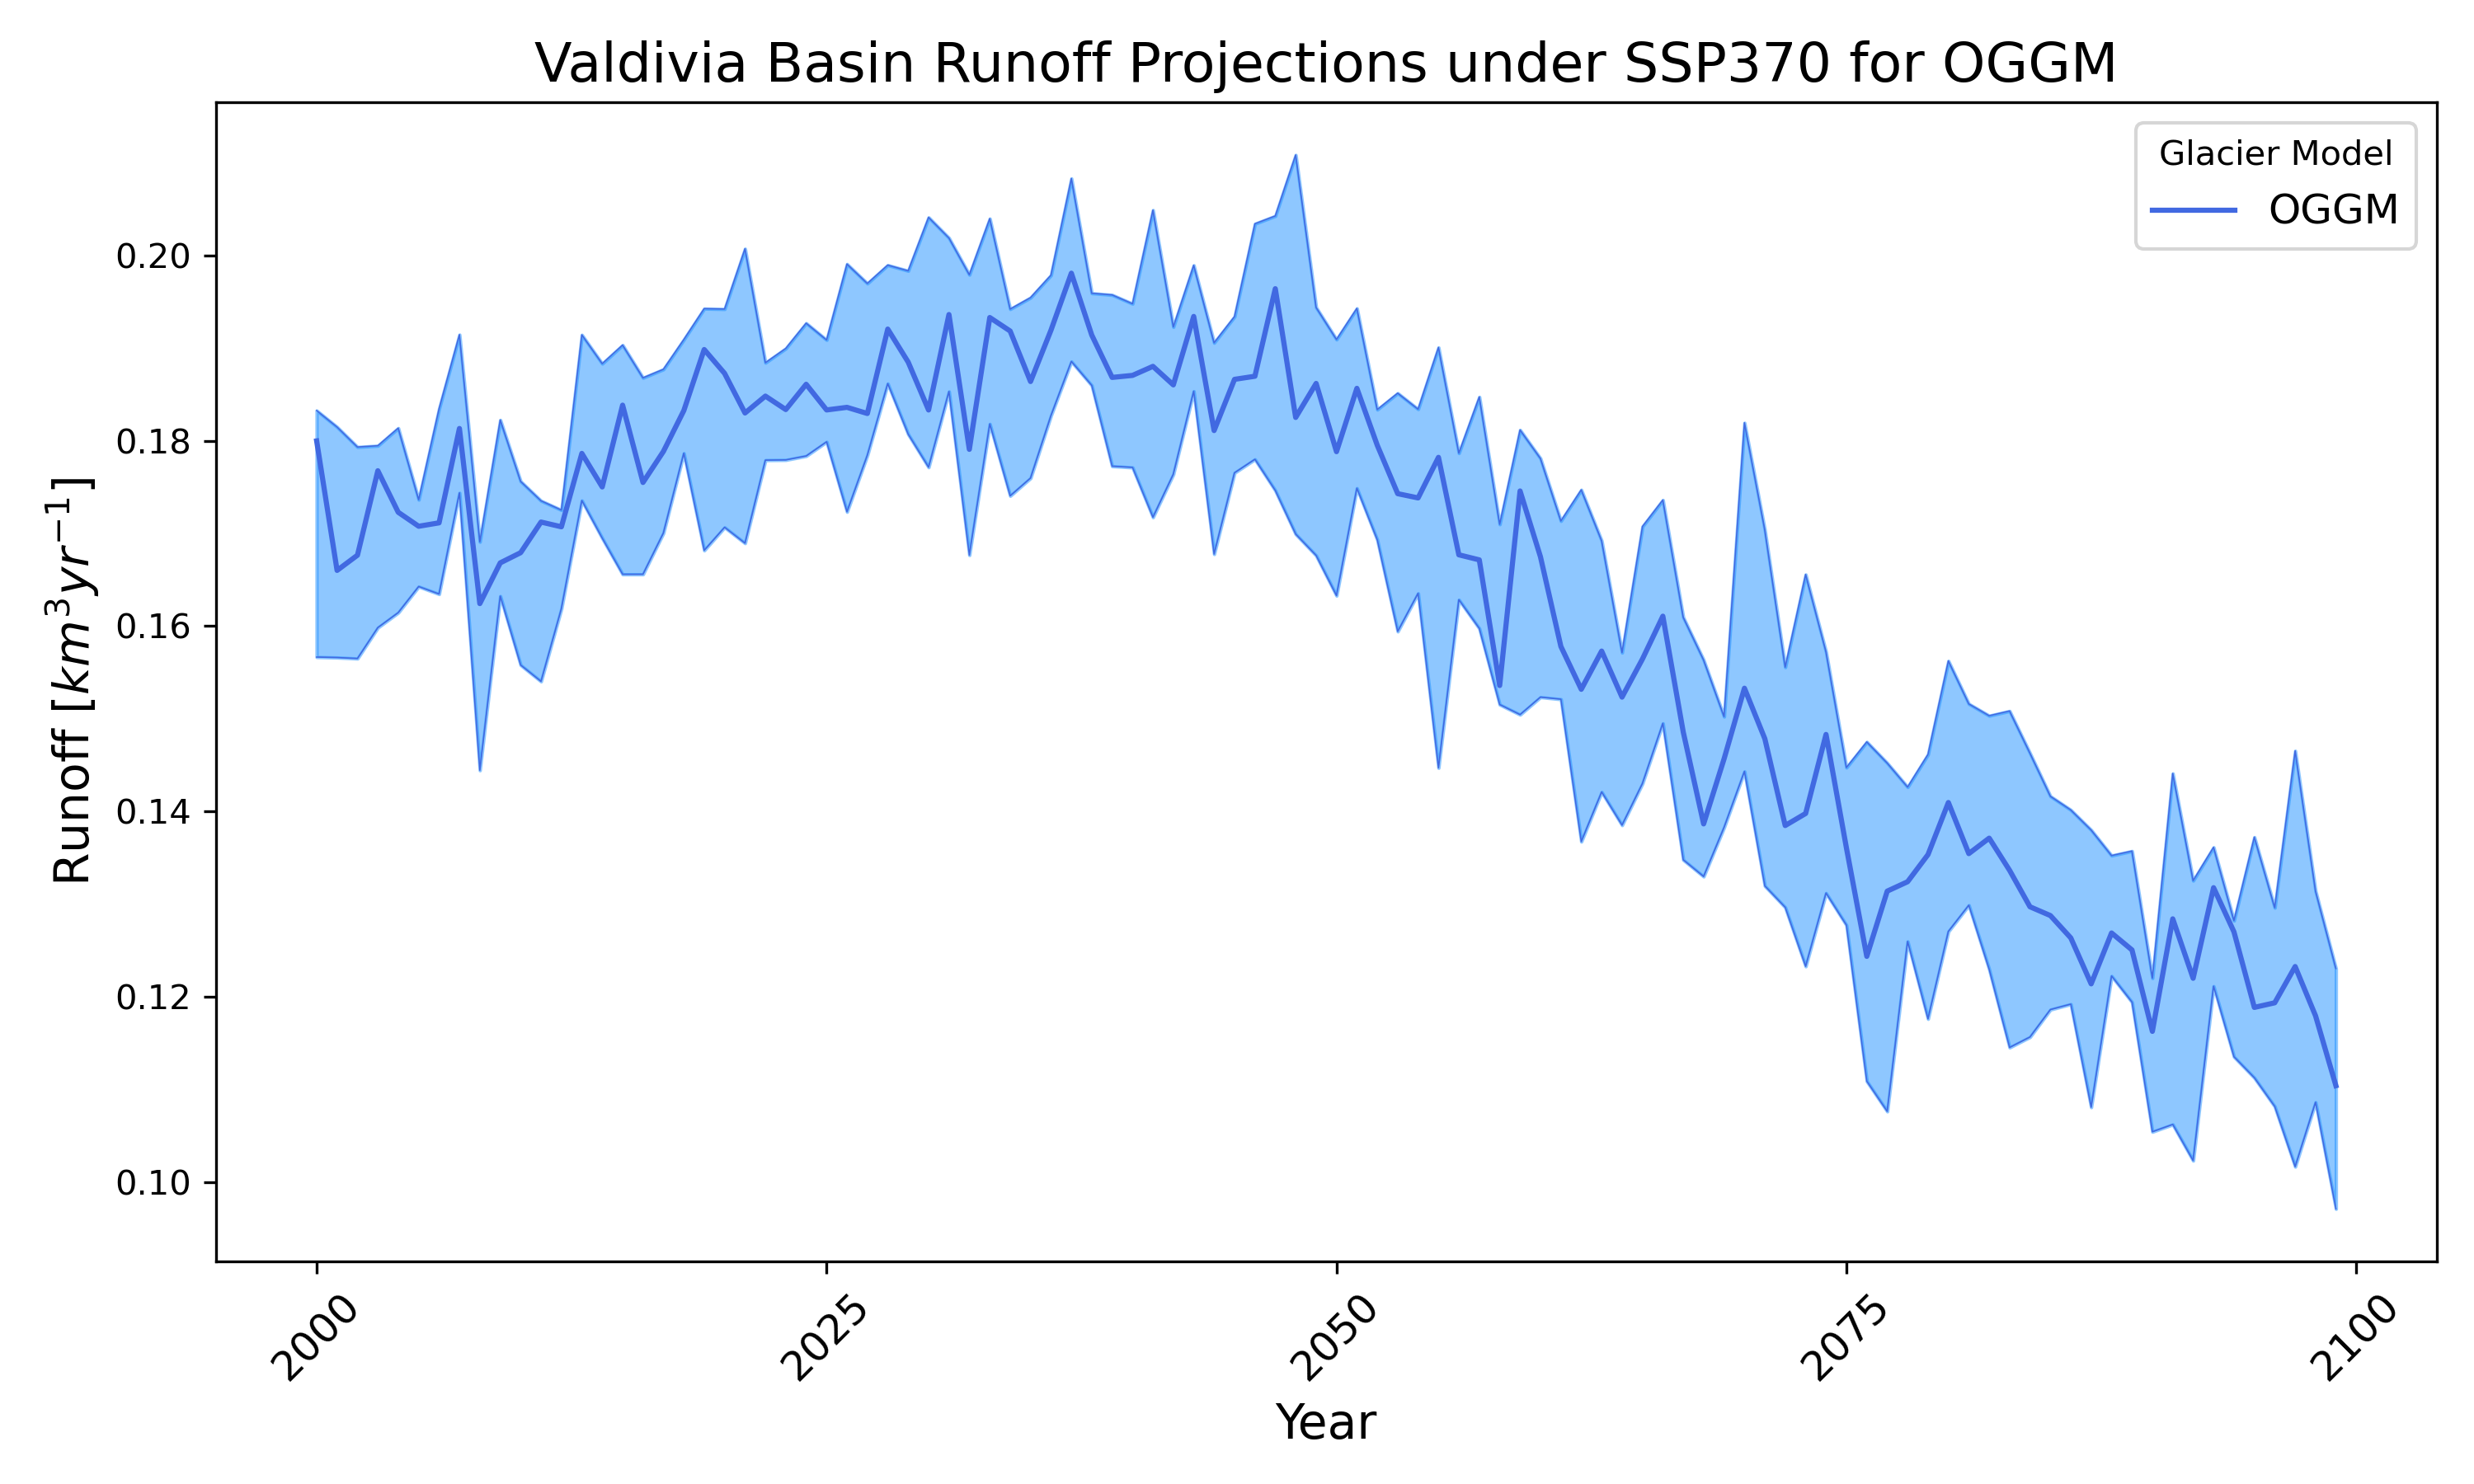 Valdivia Basin Runoff Projections under SSP370 for OGGM
Glacier Model
OGGM
Runoff [km³yr⁻¹]
0.20
0.18
0.16
0.14
0.12
0.10
2000
2025
2050
2075
2100
Year